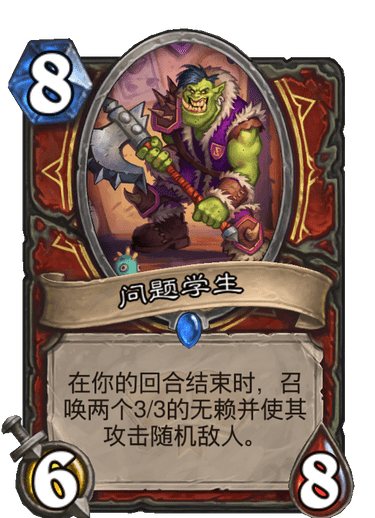 8
问题学生
在你的回合结束时，召
唤两个3/3的无赖并使其
攻击随机敌人。
6
8